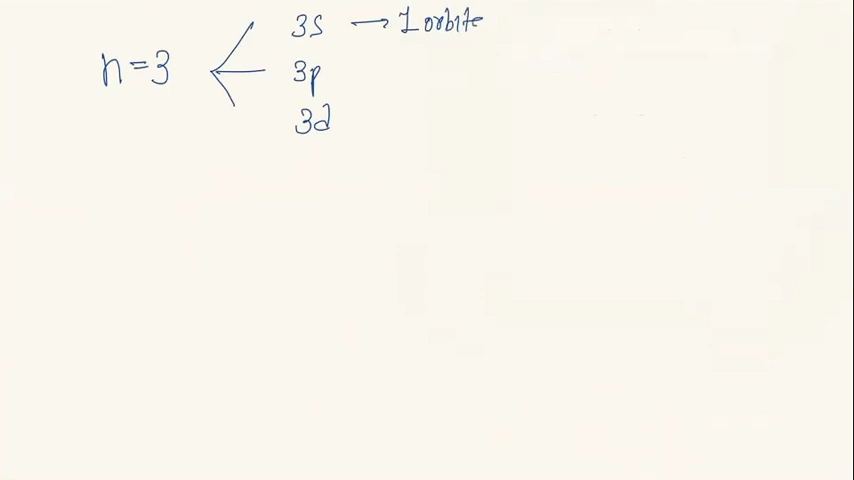 3s → 1 orbite
n=3 3p
3d